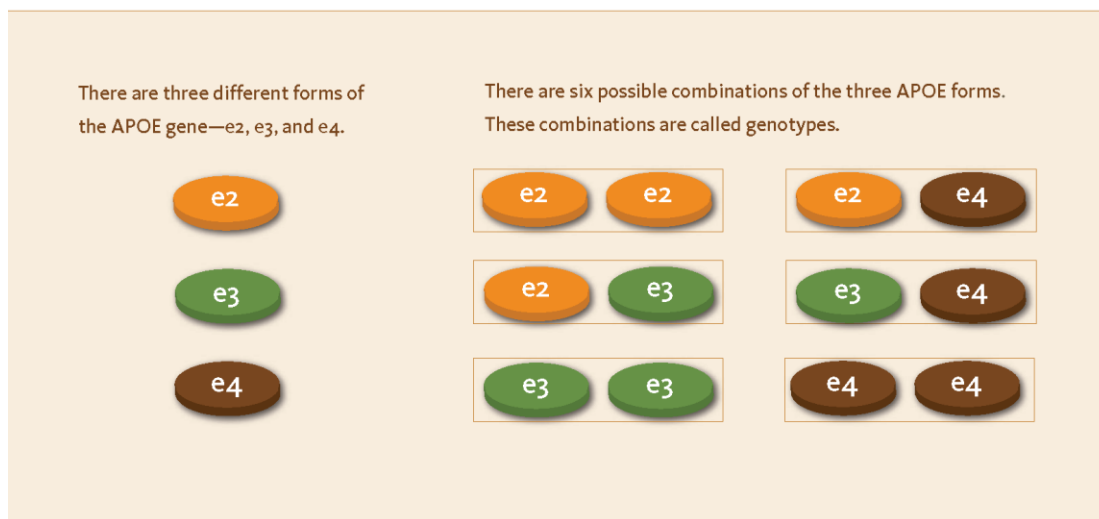 There are three different forms of
the APOE gene—e2, e3, and e4.
e2
e3
e4
There are six possible combinations of the three APOE forms.
These combinations are called genotypes.
e2 e2
e2 e4
e2 e3
e3 e4
e3 e3
e4 e4